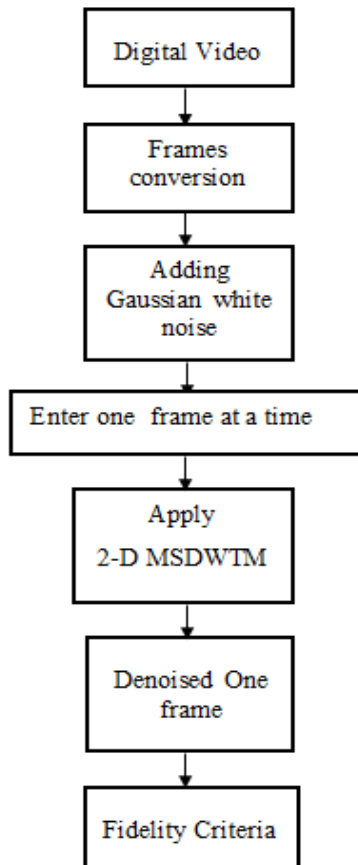 Digital Video
Frames
conversion
Adding
Gaussian white
noise
Enter one frame at a time
Apply
2-D MSDWTM
Denoised One
frame
Fidelity Criteria